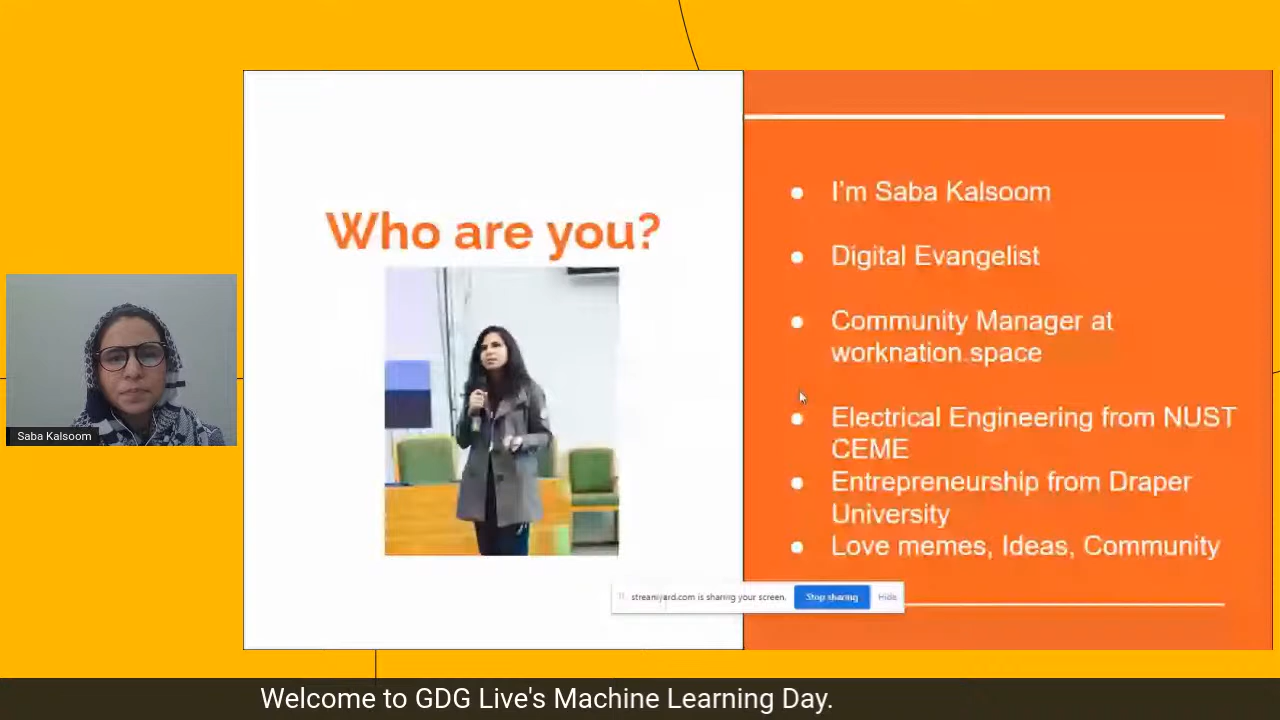 Who are you?
I'm Saba Kalsoom
Digital Evangelist
Community Manager at
worknation.space
Electrical Engineering from NUST
CEME
Entrepreneurship from Draper
University
Love memes, Ideas, Community
Saba Kalsoom
streamyard.com is sharing your screen.
Stop sharing
Hide
Welcome to GDG Live's Machine Learning Day.